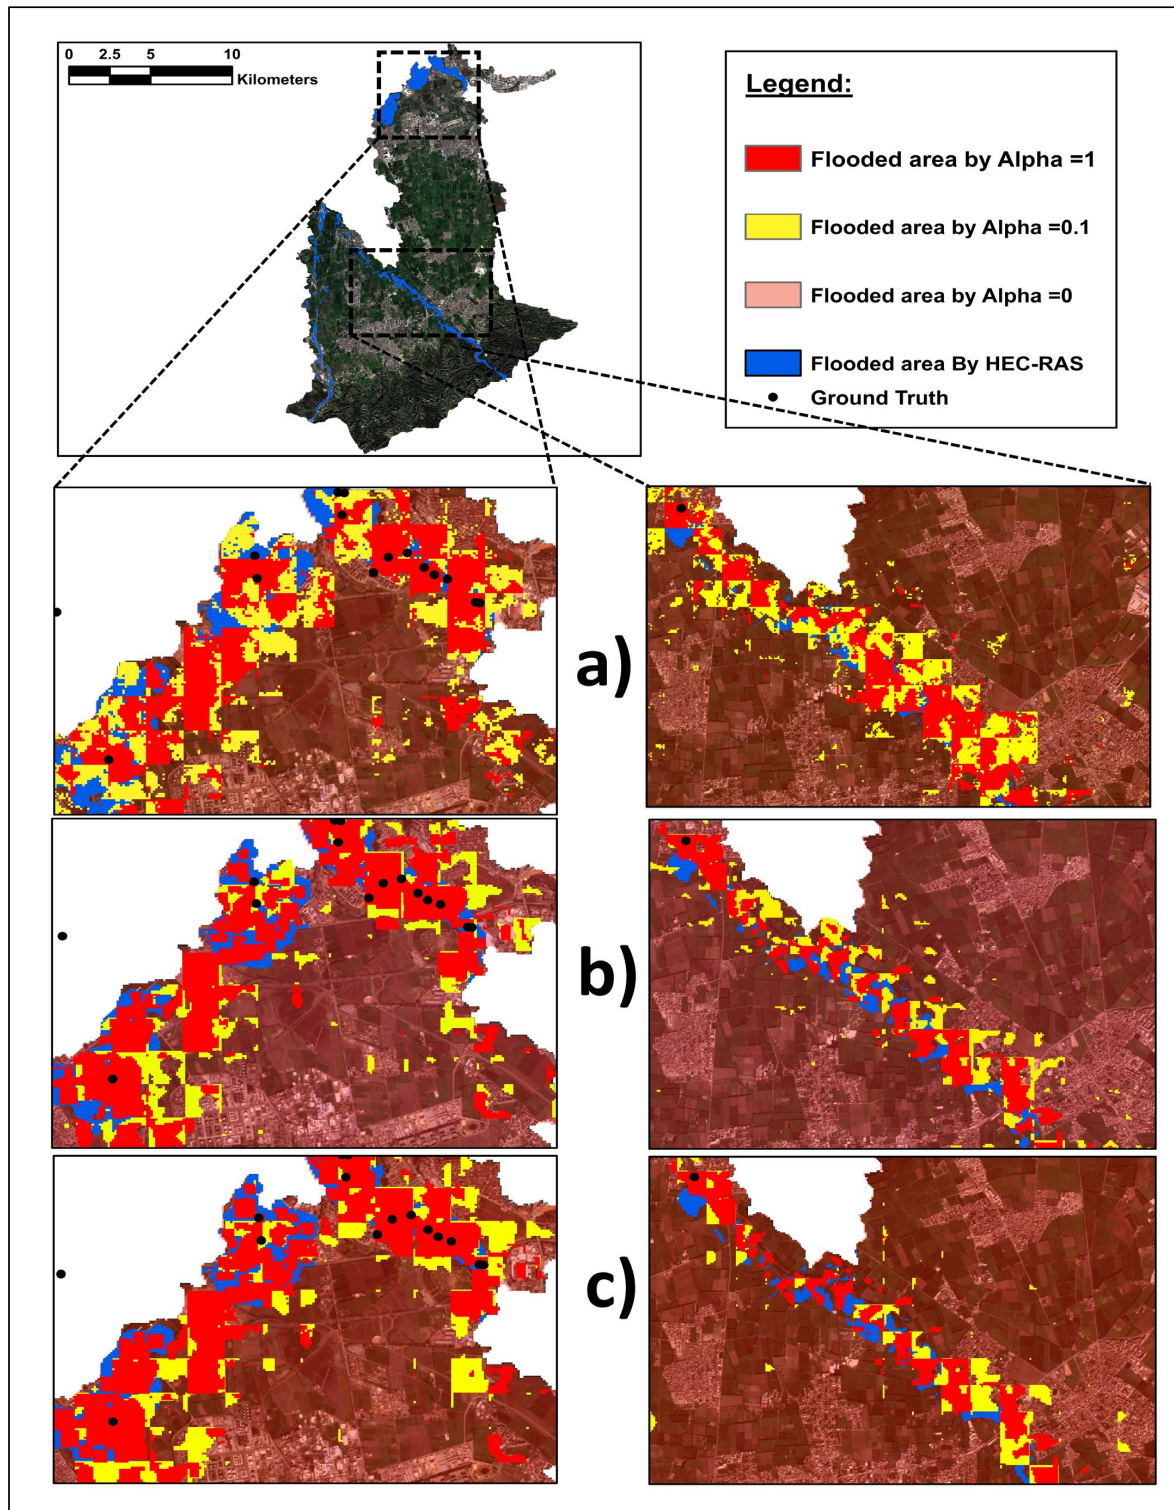 0 2.5 5 10
Kilometers
Legend:
Flooded area by Alpha =1
Flooded area by Alpha =0.1
Flooded area by Alpha =0
Flooded area By HEC-RAS
Ground Truth
a)
b)
c)